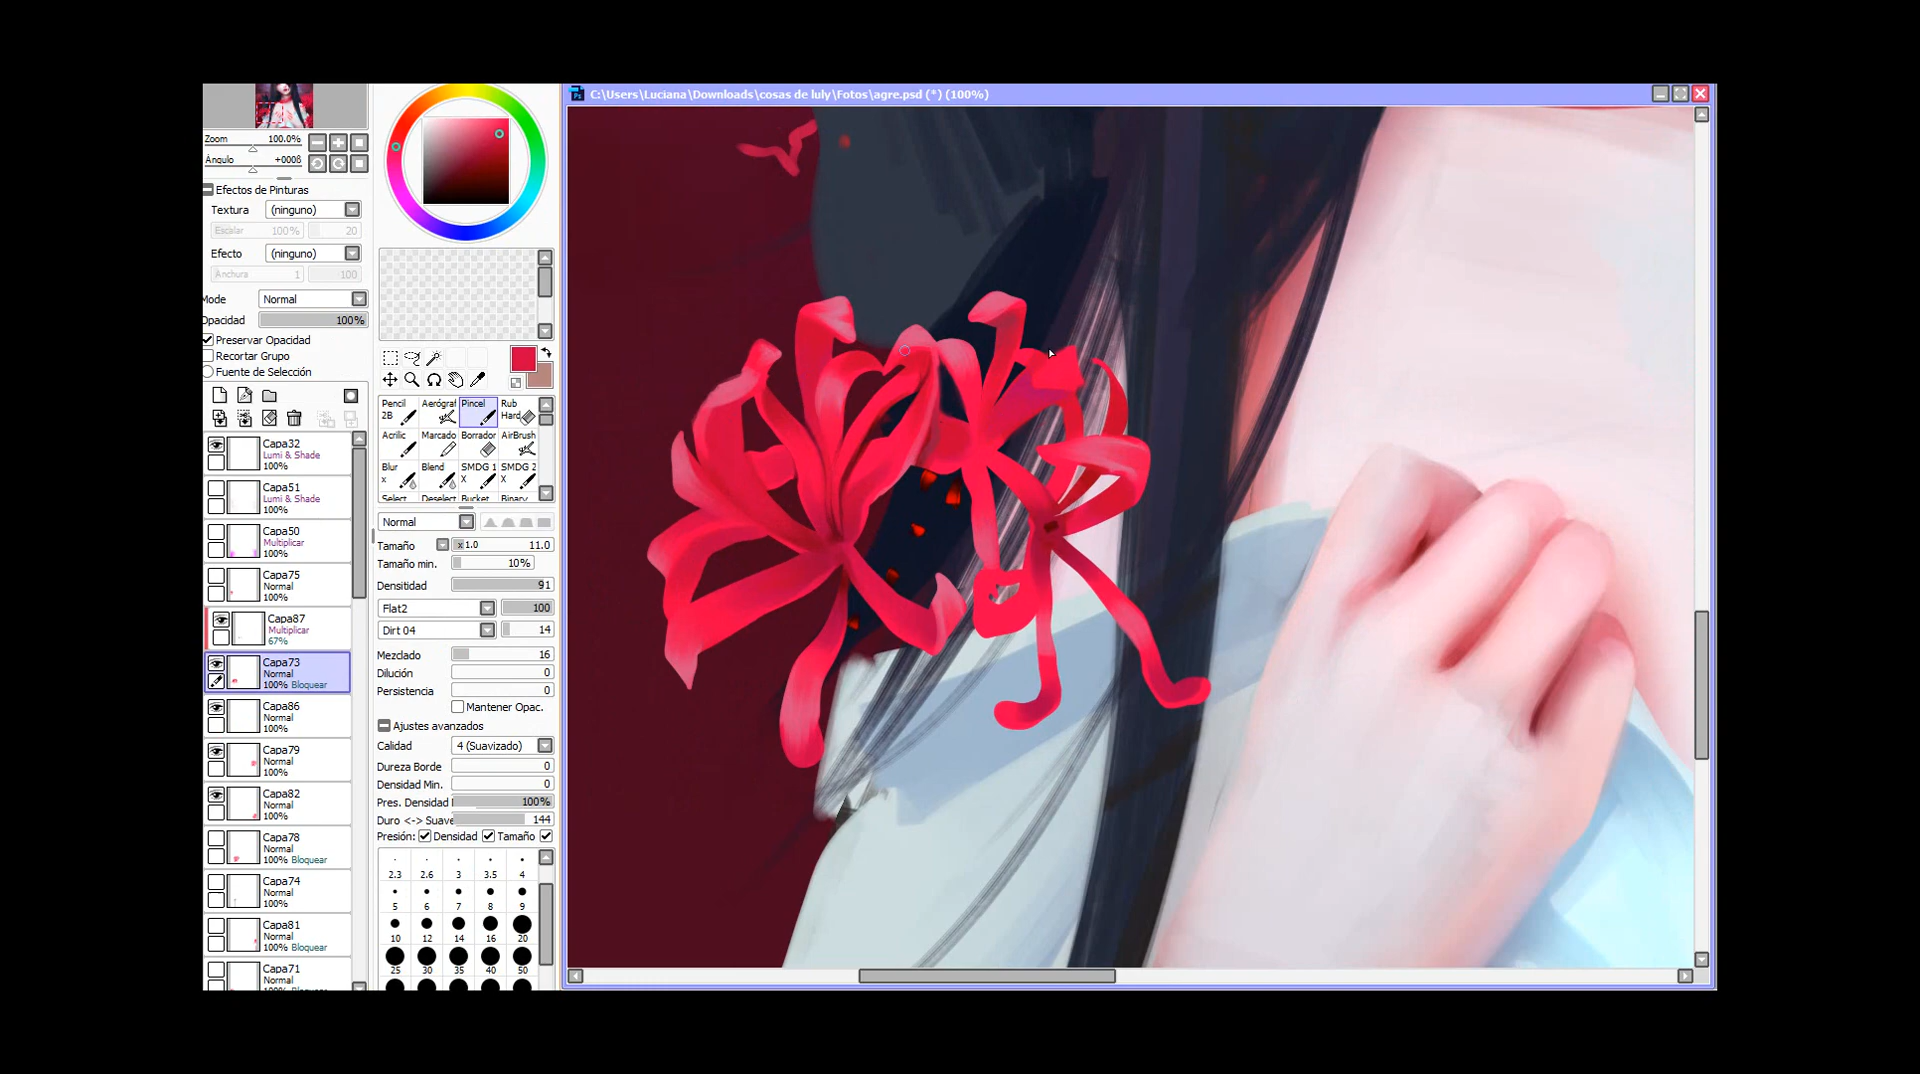 C:\Users\Luciana\Downloads\cosas de luly\Fotos\agre.psd (*) (100%)
Zoom 100.0%
Ángulo +0008
Efectos de Pinturas
Textura (ninguno)
Escalar 100% 20
Efecto (ninguno)
Anchura 1 100
Mode Normal
Opacidad 100%
Preservar Opacidad
Recortar Grupo
Fuente de Selección
Capa32
Lumi & Shade
100%
Capa51
Lumi & Shade
100%
Capa50
Multiplicar
100%
Capa75
Normal
100%
Capa87
Multiplicar
67%
Capa73
Normal
100% Bloquear
Capa86
Normal
100%
Capa79
Normal
100%
Capa82
Normal
100%
Capa78
Normal
100% Bloquear
Capa74
Normal
100%
Capa81
Normal
100% Bloquear
Capa71
Normal
Pencil 2B
Aerógraf
Pincel
Rub Hard
Acrilic
Marcado
Borrador
AirBrush
Blur x
Blend
SMDG 1 X
SMDG 2 X
Select
Deselect
Bucket
Binary
Normal
Tamaño x 1.0 11.0
Tamaño min. 10%
Densitidad 91
Flat2 100
Dirt 04 14
Mezclado 16
Dilución 0
Persistencia 0
Mantener Opac.
Ajustes avanzados
Calidad 4 (Suavizado)
Dureza Borde 0
Densidad Min. 0
Pres. Densidad 100%
Duro <-> Suave 144
Presión: Densidad Tamaño
2.3 2.6 3 3.5 4
5 6 7 8 9
10 12 14 16 20
25 30 35 40 50